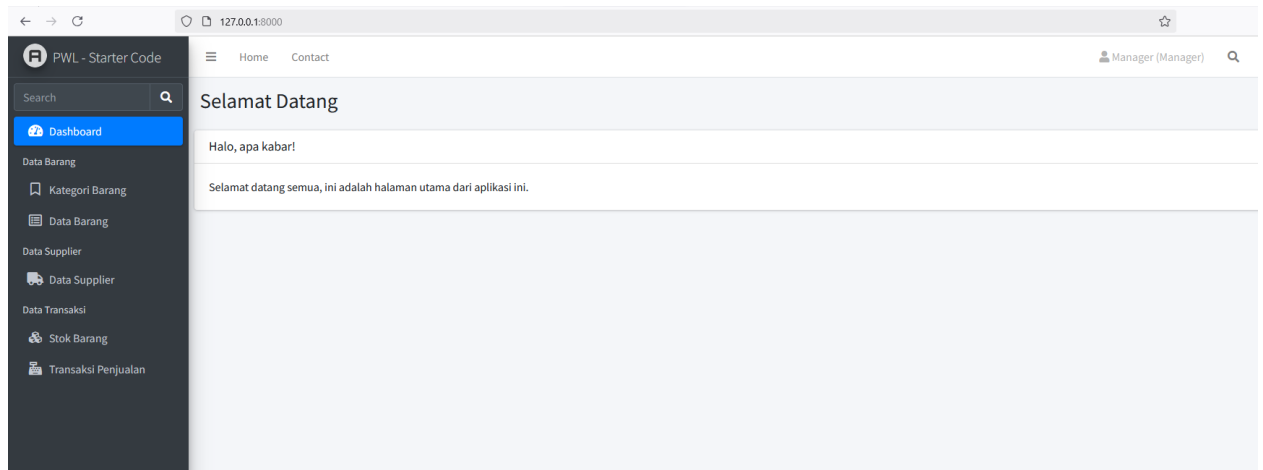 127.0.0.1:8000
PWL - Starter Code
Home Contact
Manager (Manager)
Search
Dashboard
Data Barang
Kategori Barang
Data Barang
Data Supplier
Data Supplier
Data Transaksi
Stok Barang
Transaksi Penjualan
Selamat Datang
Halo, apa kabar!
Selamat datang semua, ini adalah halaman utama dari aplikasi ini.